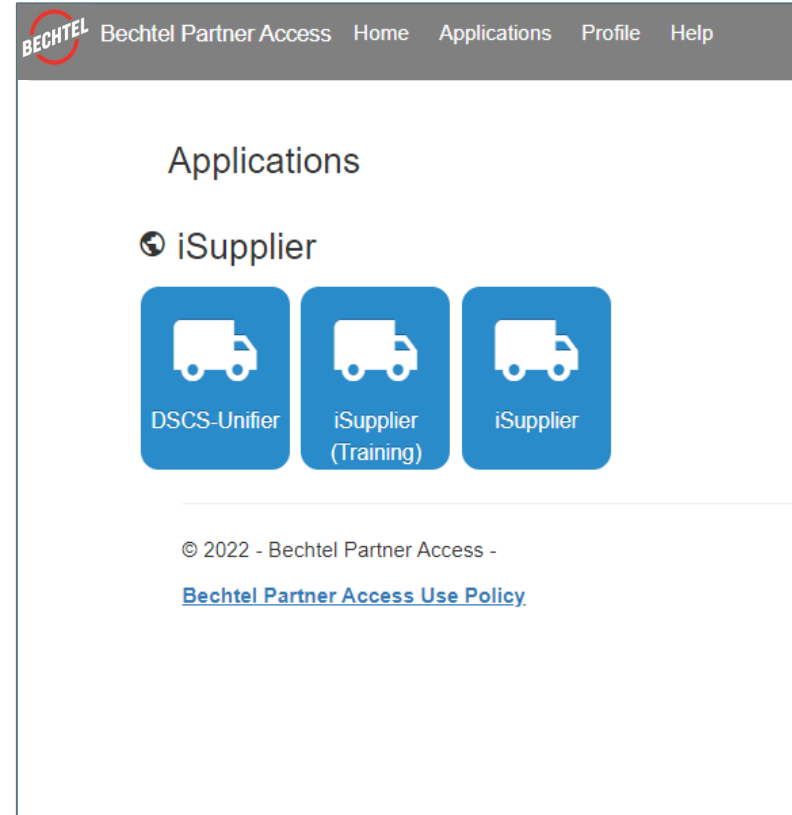 BECHTEL Bechtel Partner Access Home Applications Profile Help
Applications
iSupplier
DSCS-Unifier iSupplier (Training) iSupplier
© 2022 - Bechtel Partner Access -
Bechtel Partner Access Use Policy